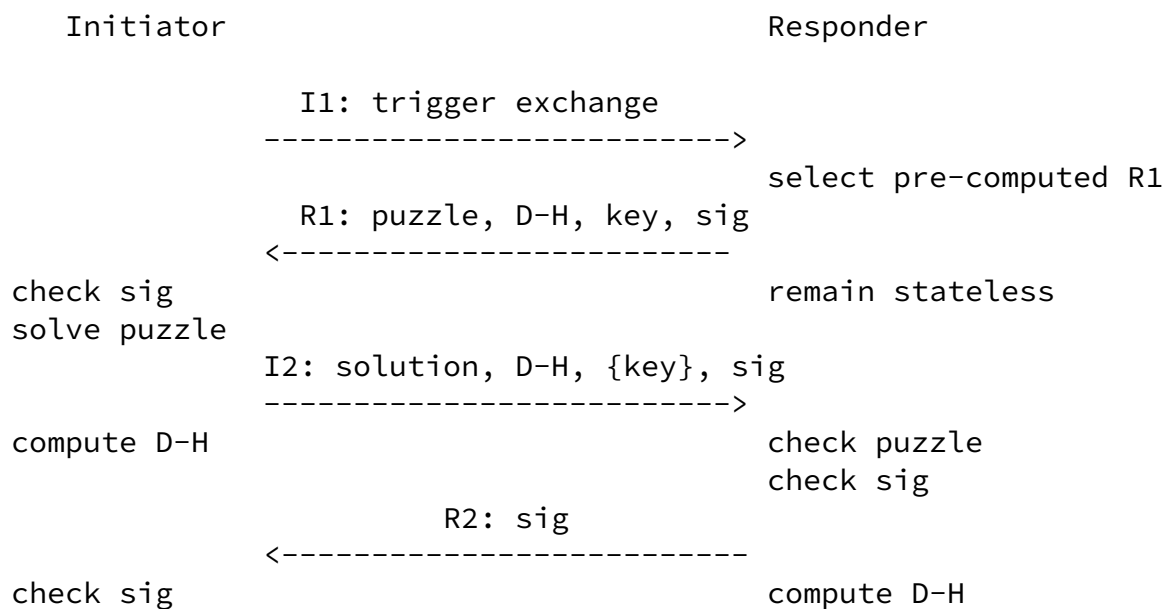 Initiator                              Responder
I1: trigger exchange
-------------------------->
select pre-computed R1
R1: puzzle, D-H, key, sig
<-------------------------
check sig                              remain stateless
solve puzzle
I2: solution, D-H, {key}, sig
-------------------------->
compute D-H                            check puzzle
check sig
R2: sig
<--------------------------
check sig                              compute D-H